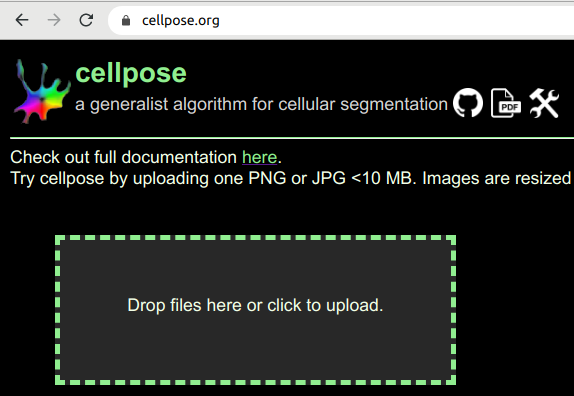 cellpose.org
cellpose
a generalist algorithm for cellular segmentation
PDF
Check out full documentation here.
Try cellpose by uploading one PNG or JPG <10 MB. Images are resized
Drop files here or click to upload.